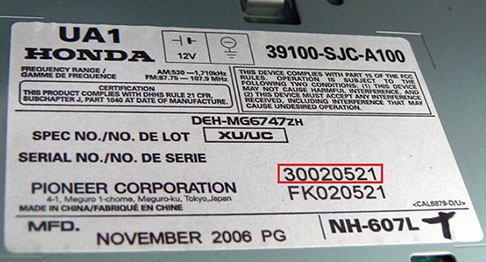 UA1
HONDA
12V
39100-SJC-A100
FREQUENCY RANGE / GAMME DE FREQUENCE
AM:530 -1,710kHz
FM:87.75 - 107.9 MHz
CERTIFICATION
THIS PRODUCT COMPLIES WITH DHHS RULE 21 CFR,
SUBCHAPTER J, PART 1040 AT DATE OF MANUFACTURE.
THIS DEVICE COMPLIES WITH PART 15 OF THE FCC
RULES. OPERATION IS SUBJECT TO THE
FOLLOWING TWO CONDITIONS: (1) THIS DEVICE
MAY NOT CAUSE HARMFUL INTERFERENCE, AND
(2) THIS DEVICE MUST ACCEPT ANY INTERFERENCE
RECEIVED, INCLUDING INTERFERENCE THAT MAY
CAUSE UNDESIRED OPERATION.
DEH-MG6747ZH
SPEC NO./NO. DE LOT XU/UC
SERIAL NO./NO. DE SERIE
30020521
FK020521
PIONEER CORPORATION
4-1, Meguro 1-chome, Meguro-ku, Tokyo, Japan
MADE IN CHINA/FABRIQUÉ EN CHINE
<CAL6879-D/U>
MFD. NOVEMBER 2006 PG
NH-607L